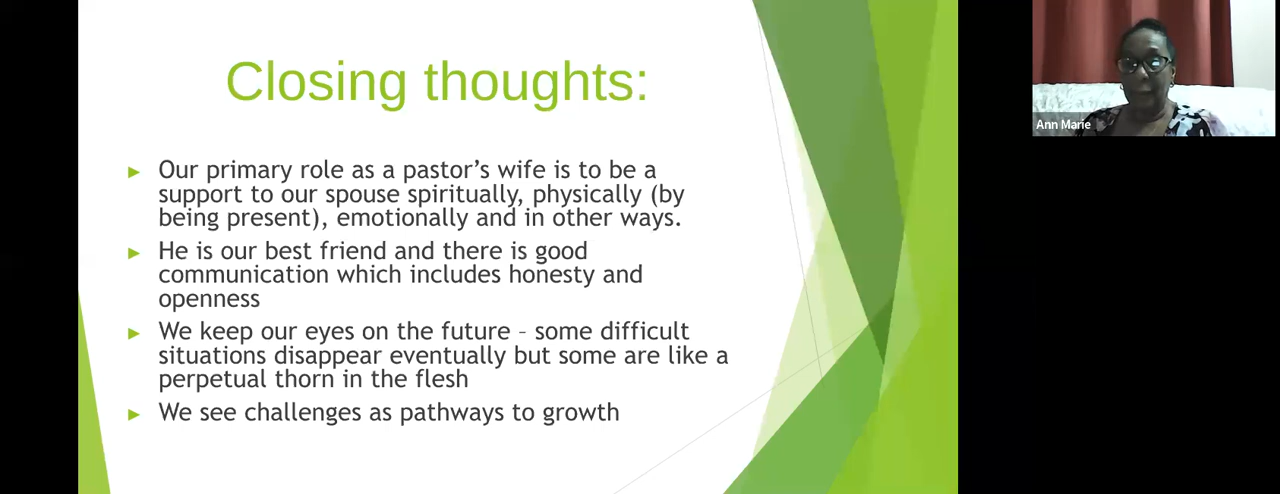 Closing thoughts:
Our primary role as a pastor’s wife is to be a
support to our spouse spiritually, physically (by
being present), emotionally and in other ways.
He is our best friend and there is good
communication which includes honesty and
openness
We keep our eyes on the future – some difficult
situations disappear eventually but some are like a
perpetual thorn in the flesh
We see challenges as pathways to growth
Ann Marie